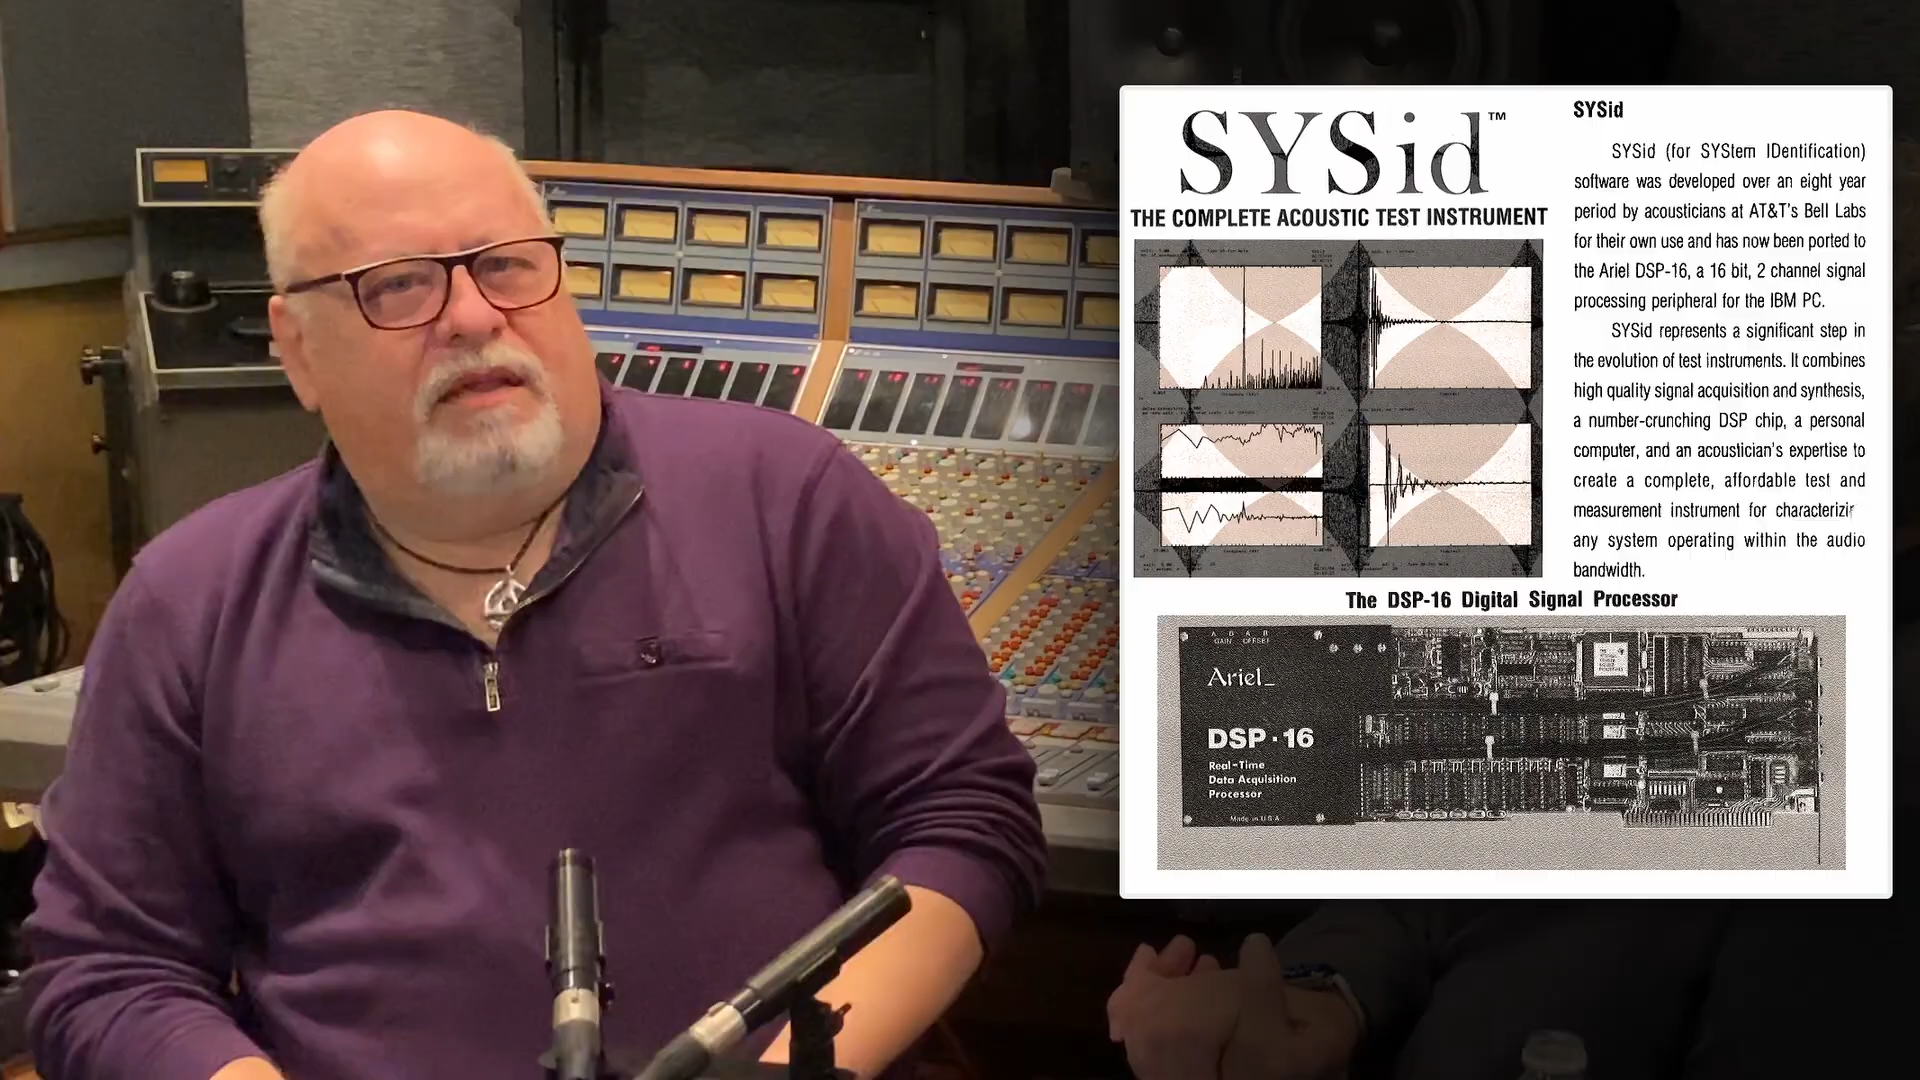 SYSid™
THE COMPLETE ACOUSTIC TEST INSTRUMENT
SYSid
SYSid (for SYStem IDentification)
software was developed over an eight year
period by acousticians at AT&T's Bell Labs
for their own use and has now been ported to
the Ariel DSP-16, a 16 bit, 2 channel signal
processing peripheral for the IBM PC.
SYSid represents a significant step in
the evolution of test instruments. It combines
high quality signal acquisition and synthesis,
a number-crunching DSP chip, a personal
computer, and an acoustician's expertise to
create a complete, affordable test and
measurement instrument for characterizir
any system operating within the audio
bandwidth.
The DSP-16 Digital Signal Processor
A B A B
GAIN OFFSET
Ariel_
DSP·16
Real-Time
Data Acquisition
Processor
Made in U S A